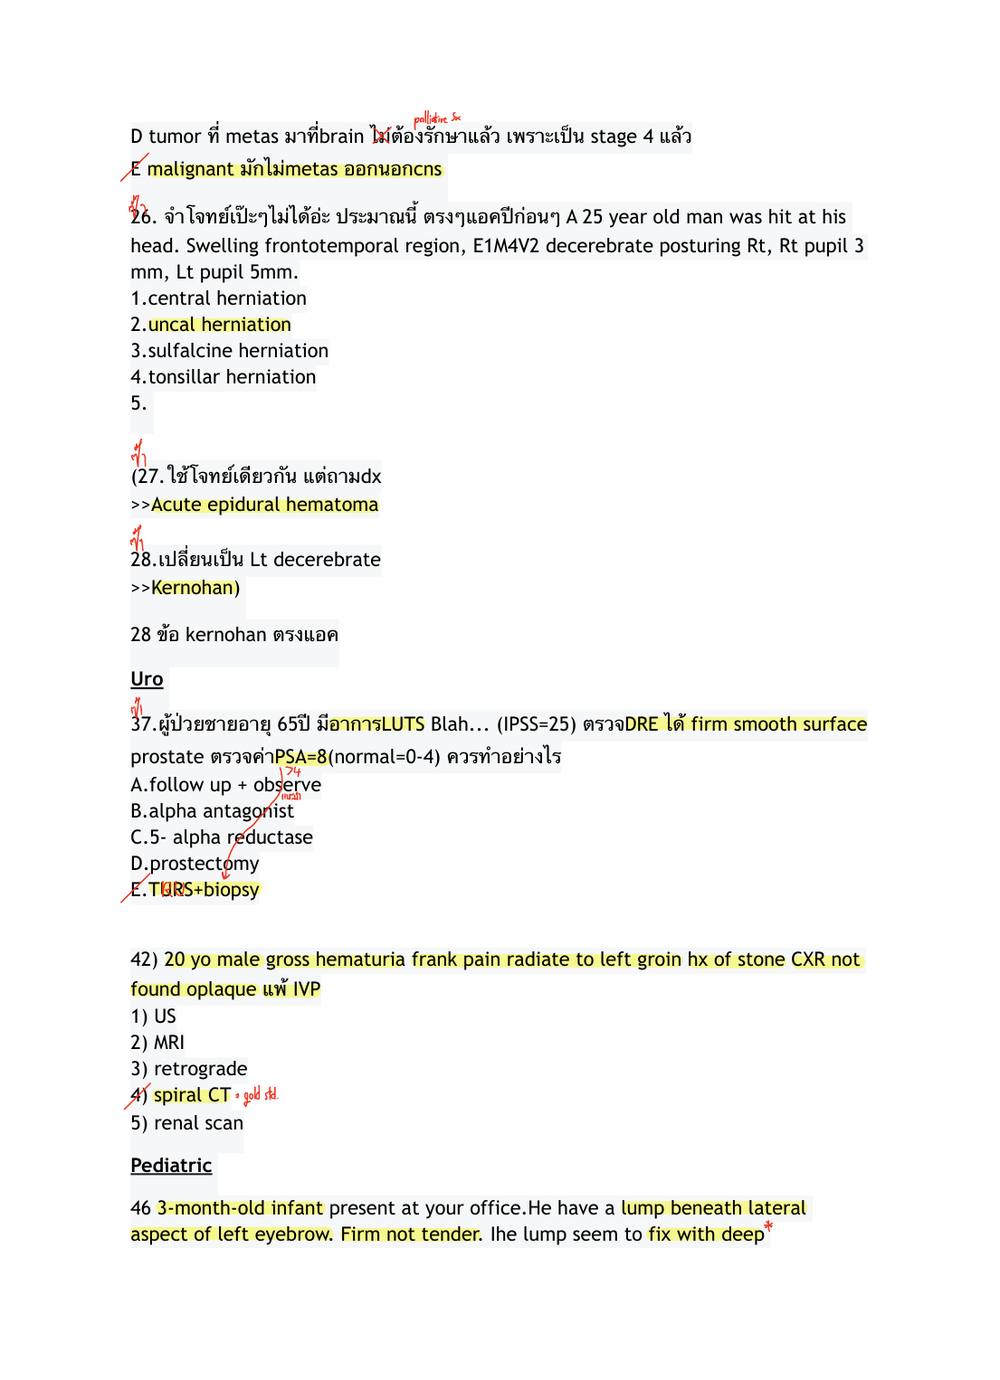 palliative Sx
D tumor ที่ metas มาที่brain ไม่ต้องรักษาแล้ว เพราะเป็น stage 4 แล้ว
E malignant มักไม่metas ออกนอกcns
26. จำโจทย์เป๊ะๆไม่ได้อ่ะ ประมาณนี้ ตรงๆแอคปีก่อนๆ A 25 year old man was hit at his
head. Swelling frontotemporal region, E1M4V2 decerebrate posturing Rt, Rt pupil 3
mm, Lt pupil 5mm.
1.central herniation
2.uncal herniation
3.sulfalcine herniation
4.tonsillar herniation
5.
(27. ใช้โจทย์เดียวกัน แต่ถามdx
>>Acute epidural hematoma
28.เปลี่ยนเป็น Lt decerebrate
>>Kernohan)
28 ข้อ kernohan ตรงแอค
Uro
37.ผู้ป่วยชายอายุ 65ปี มีอาการLUTS Blah... (IPSS=25) ตรวจDRE ได้ firm smooth surface
prostate ตรวจค่าPSA=8(normal=0-4) ควรทำอย่างไร
>4
A.follow up + observe
B.alpha antagonist
C.5- alpha reductase
D.prostectomy
E.TURS+biopsy
42) 20 yo male gross hematuria frank pain radiate to left groin hx of stone CXR not
found oplaque แพ้ IVP
1) US
2) MRI
3) retrograde
4) spiral CT gold std.
5) renal scan
Pediatric
46 3-month-old infant present at your office.He have a lump beneath lateral
aspect of left eyebrow. Firm not tender. Ihe lump seem to fix with deep*